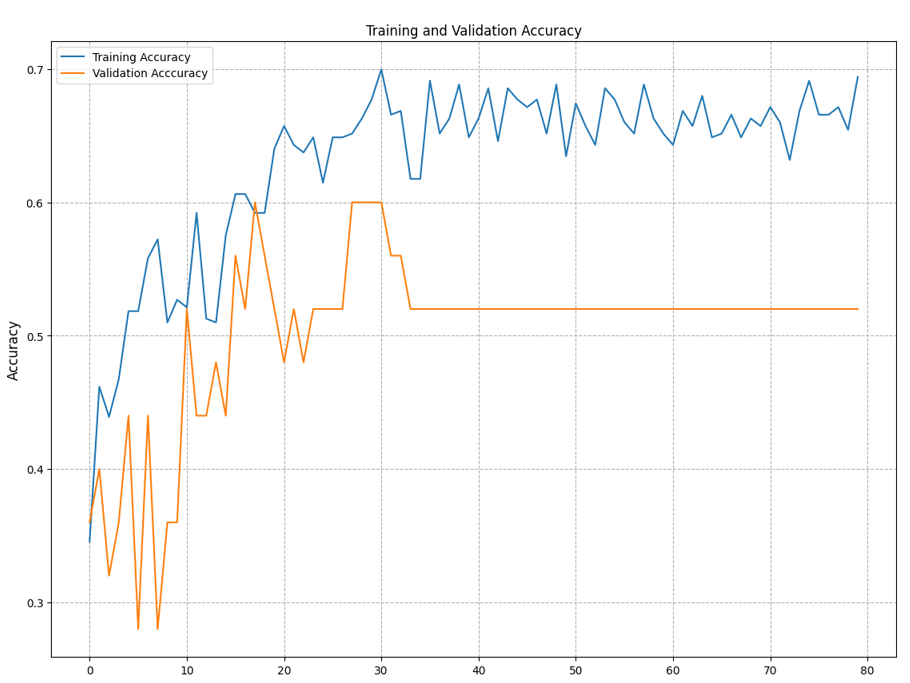 Training and Validation Accuracy
Training Accuracy
Validation Acccuracy
Accuracy
0.7
0.6
0.5
0.4
0.3
0 10 20 30 40 50 60 70 80